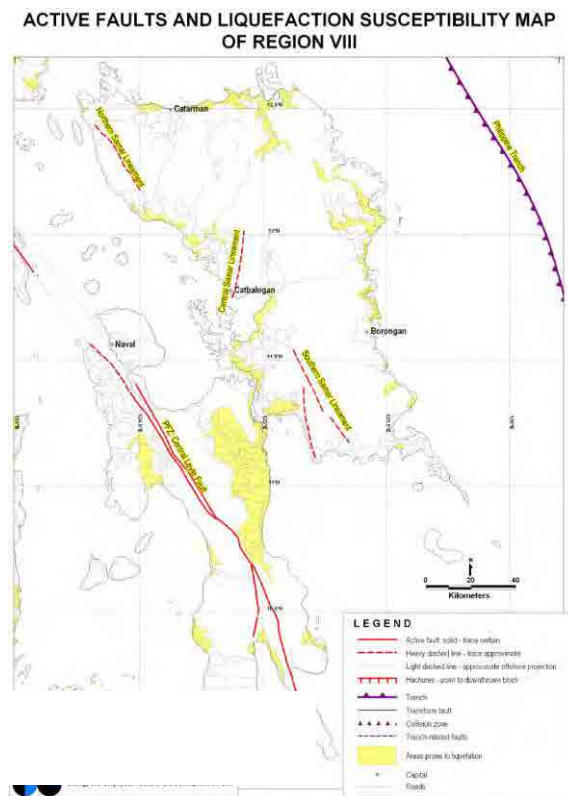 ACTIVE FAULTS AND LIQUEFACTION SUSCEPTIBILITY MAP
OF REGION VIII
Catarman
Northern Samar Lineament
Philippine Trench
Central Samar Lineament
Catbalogan
Borongan
Naval
Southern Samar Lineament
PFZ: Central Leyte Fault
N
0 20 40
Kilometers
LEGEND
Active fault: solid - trace certain
Heavy dashed line - trace approximate
Light dashed line - approximate offshore projection
Hachures - point to downthrown block
Trench
Transform fault
Collision zone
Trench-related faults
Areas prone to liquefation
Capital
Roads